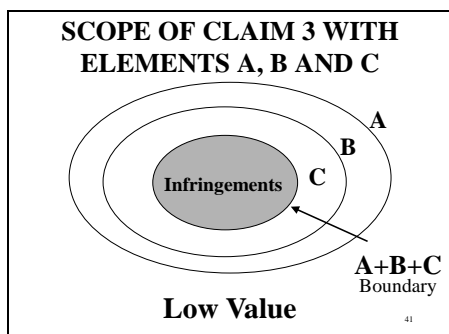 SCOPE OF CLAIM 3 WITH
ELEMENTS A, B AND C
A
B
C
Infringements
A+B+C
Boundary
Low Value
41